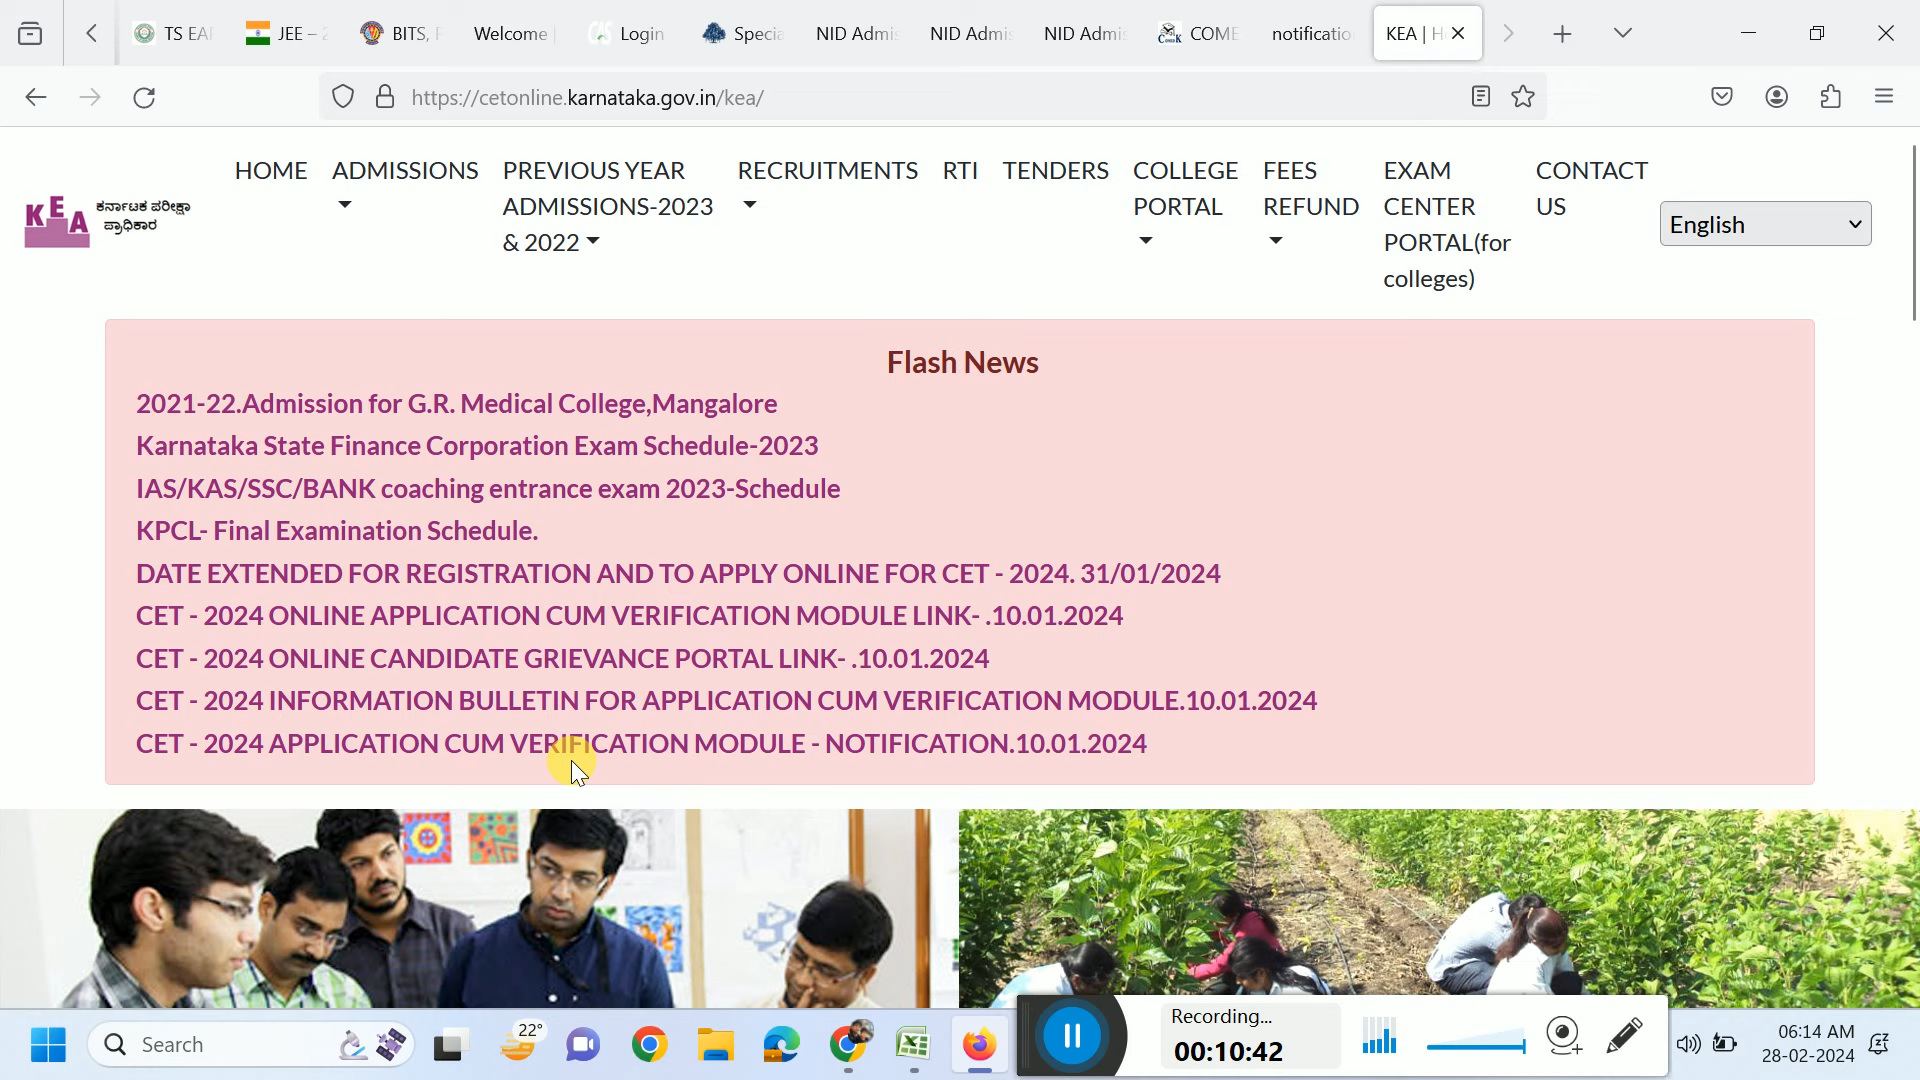 TS EAP
JEE – 2
BITS, P
Welcome
Login
Specia
NID Admis
NID Admis
NID Admis
COME
notificatio
KEA | H
https://cetonline.karnataka.gov.in/kea/
KEA ಕರ್ನಾಟಕ ಪರೀಕ್ಷಾ
ಪ್ರಾಧಿಕಾರ
HOME
ADMISSIONS
PREVIOUS YEAR
ADMISSIONS-2023
& 2022
RECRUITMENTS
RTI
TENDERS
COLLEGE
PORTAL
FEES
REFUND
EXAM
CENTER
PORTAL(for
colleges)
CONTACT
US
English
Flash News
2021-22.Admission for G.R. Medical College,Mangalore
Karnataka State Finance Corporation Exam Schedule-2023
IAS/KAS/SSC/BANK coaching entrance exam 2023-Schedule
KPCL- Final Examination Schedule.
DATE EXTENDED FOR REGISTRATION AND TO APPLY ONLINE FOR CET - 2024. 31/01/2024
CET - 2024 ONLINE APPLICATION CUM VERIFICATION MODULE LINK- .10.01.2024
CET - 2024 ONLINE CANDIDATE GRIEVANCE PORTAL LINK- .10.01.2024
CET - 2024 INFORMATION BULLETIN FOR APPLICATION CUM VERIFICATION MODULE.10.01.2024
CET - 2024 APPLICATION CUM VERIFICATION MODULE - NOTIFICATION.10.01.2024
Search
22°
Recording...
00:10:42
06:14 AM
28-02-2024